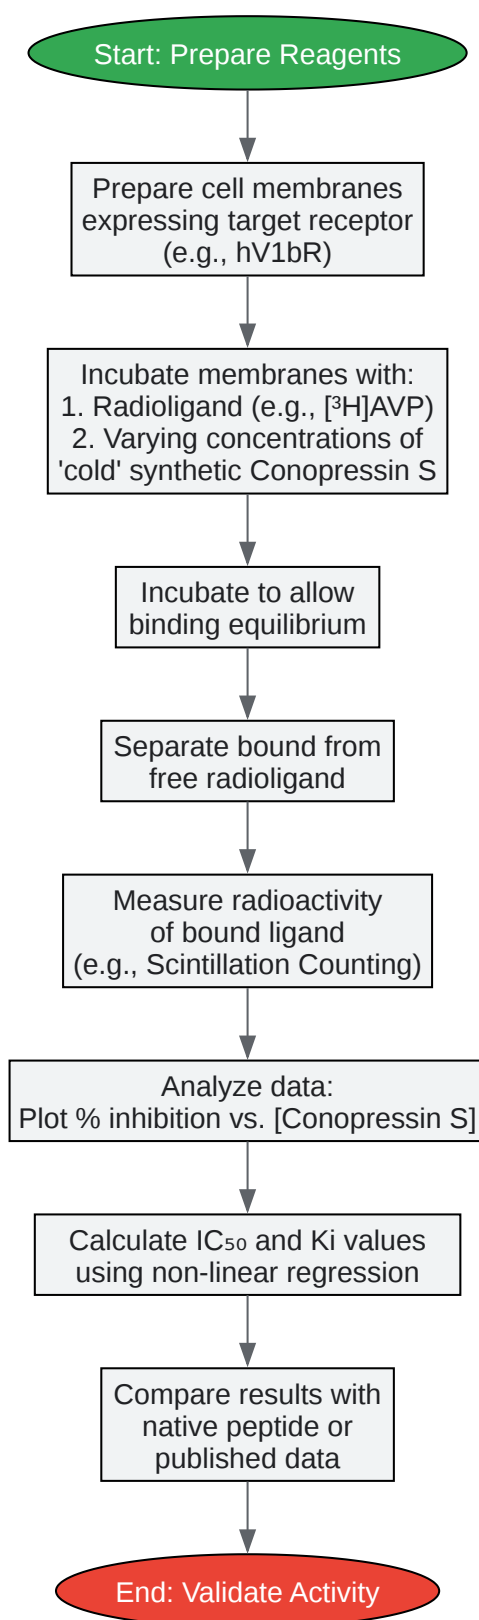 Start: Prepare Reagents
Prepare cell membranes
expressing target receptor
(e.g., hV1bR)
Incubate membranes with:
1. Radioligand (e.g., [³H]AVP)
2. Varying concentrations of
'cold' synthetic Conopressin S
Incubate to allow
binding equilibrium
Separate bound from
free radioligand
Measure radioactivity
of bound ligand
(e.g., Scintillation Counting)
Analyze data:
Plot % inhibition vs. [Conopressin S]
Calculate IC₅₀ and Ki values
using non-linear regression
Compare results with
native peptide or
published data
End: Validate Activity